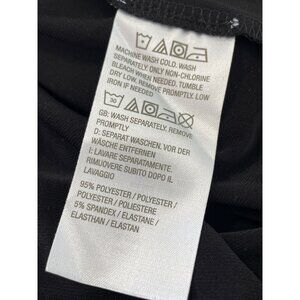 MACHINE WASH COLD. WASH
SEPARATELY. ONLY NON-CHLORINE
BLEACH WHEN NEEDED. TUMBLE
DRY LOW. REMOVE PROMPTLY. LOW
IRON IF NEEDED
30
GB: WASH SEPARATELY. REMOVE
PROMPTLY
D: SEPARAT WASCHEN. VOR DER
WÄSCHE ENTFERNEN
I: LAVARE SEPARATAMENTE.
RIMUOVERE SUBITO DOPO IL
LAVAGGIO
95% POLYESTER / POLYESTER /
POLYESTER / POLIESTERE
5% SPANDEX / ELASTANE /
ELASTHAN / ELASTAN